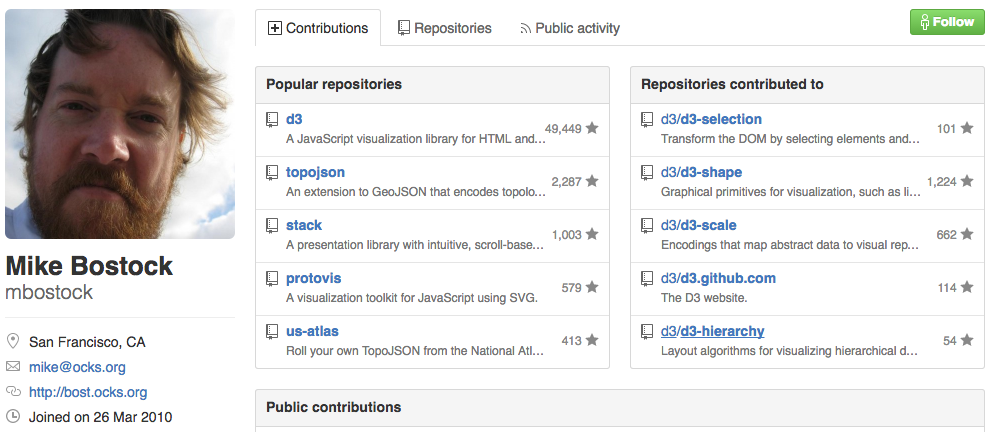 Contributions
Repositories
Public activity
Follow
Mike Bostock
mbostock
San Francisco, CA
mike@ocks.org
http://bost.ocks.org
Joined on 26 Mar 2010
Popular repositories
d3
A JavaScript visualization library for HTML and…
49,449
topojson
An extension to GeoJSON that encodes topolo…
2,287
stack
A presentation library with intuitive, scroll-base…
1,003
protovis
A visualization toolkit for JavaScript using SVG.
579
us-atlas
Roll your own TopoJSON from the National Atl…
413
Repositories contributed to
d3/d3-selection
Transform the DOM by selecting elements and…
101
d3/d3-shape
Graphical primitives for visualization, such as li…
1,224
d3/d3-scale
Encodings that map abstract data to visual rep…
662
d3/d3.github.com
The D3 website.
114
d3/d3-hierarchy
Layout algorithms for visualizing hierarchical d…
54
Public contributions